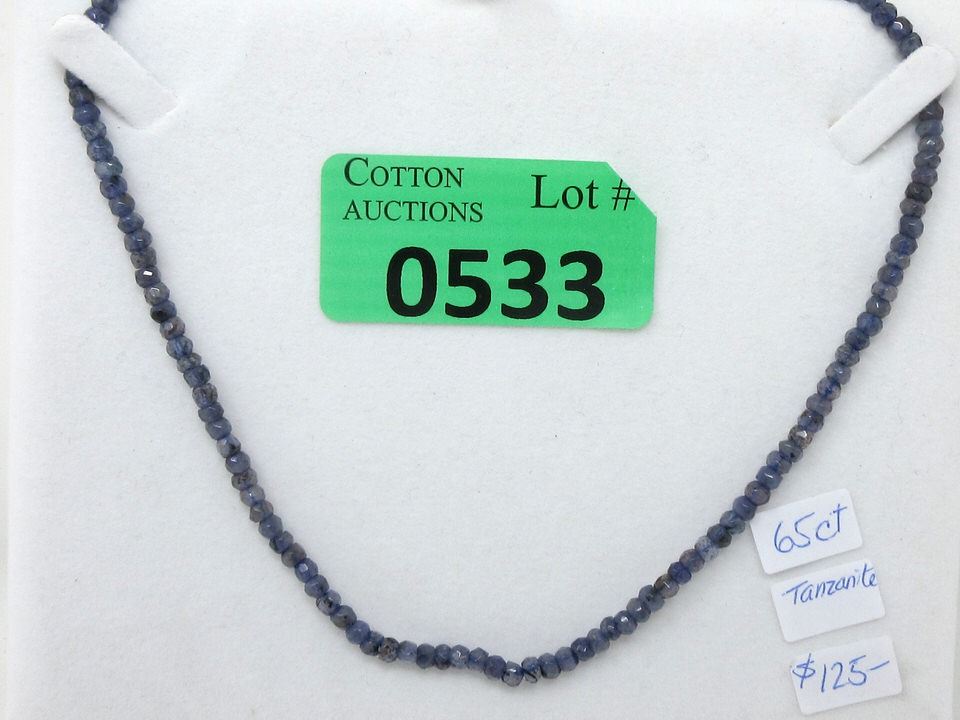 COTTON
AUCTIONS
Lot #
0533
65ct
Tanzanite
$125-